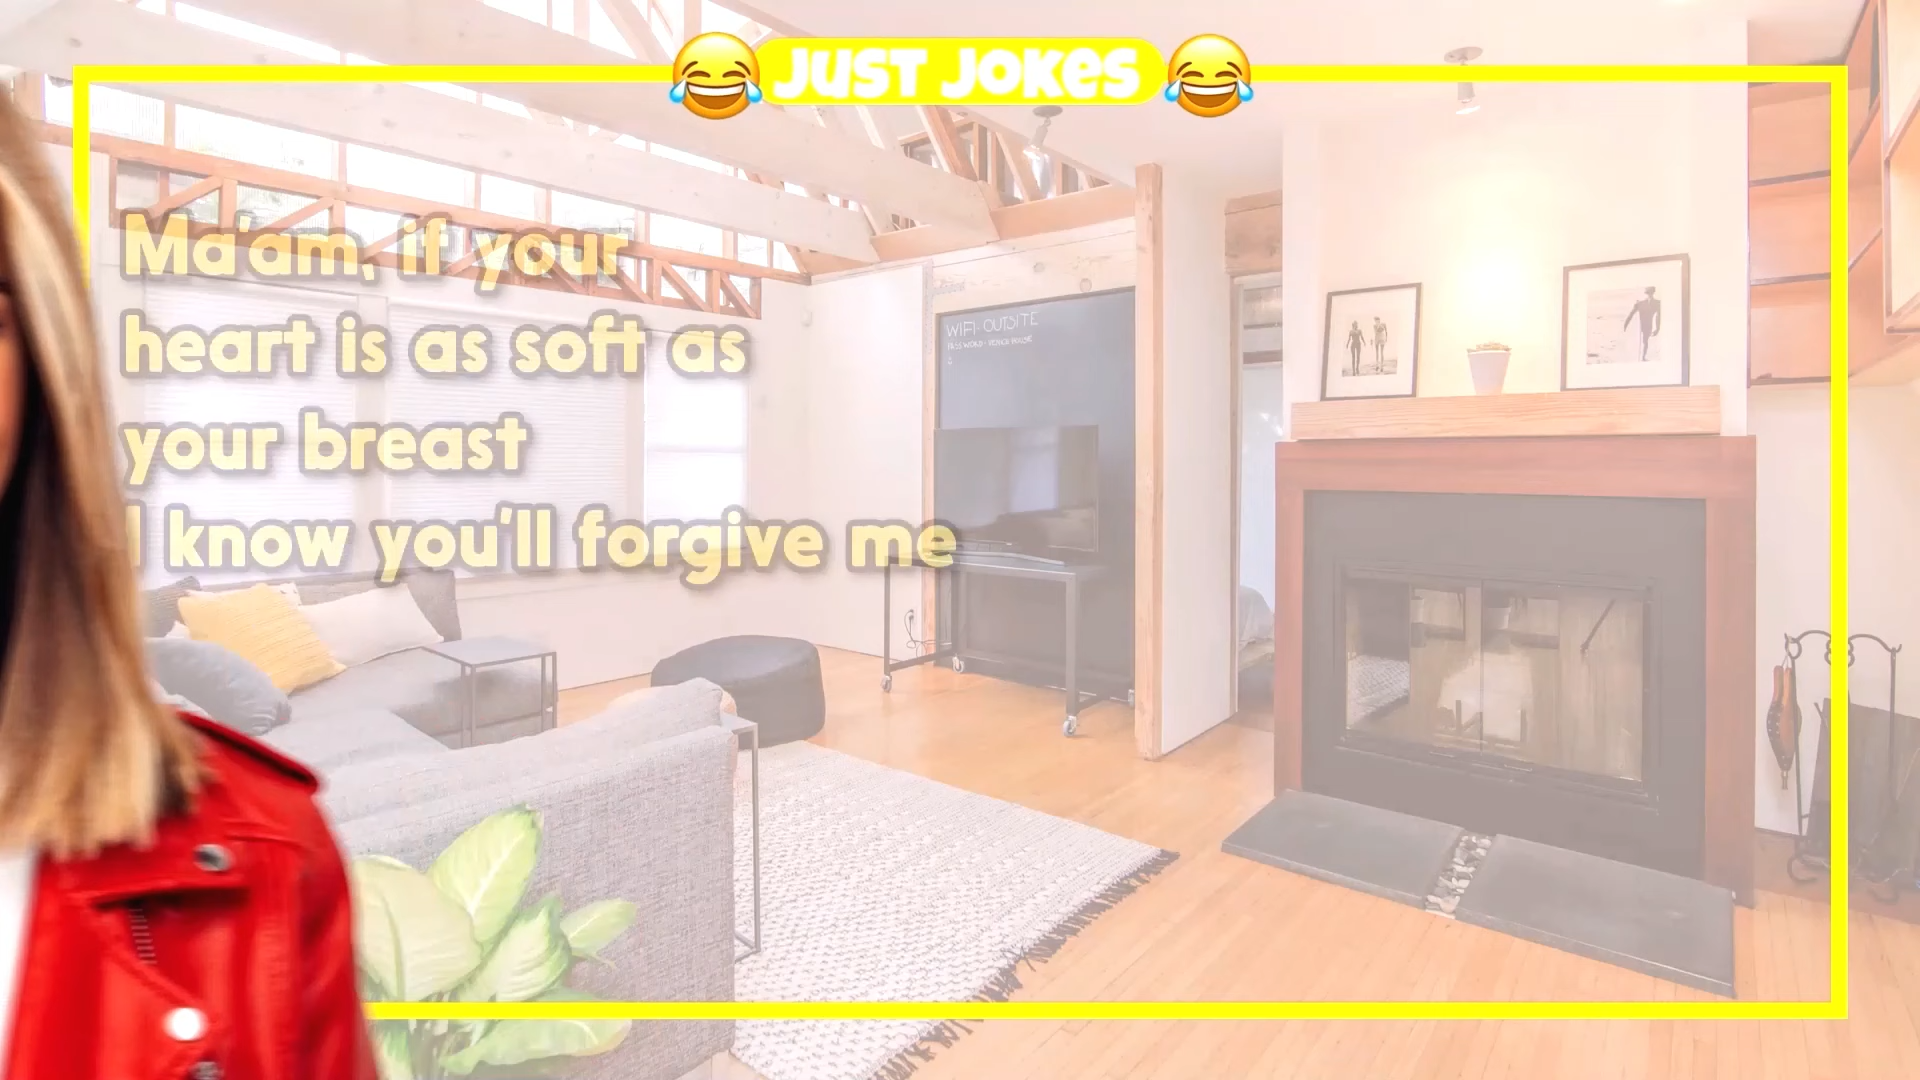 JUST JOKES
Ma'am, if your
heart is as soft as
your breast
I know you'll forgive me
WIFI- OUTSITE